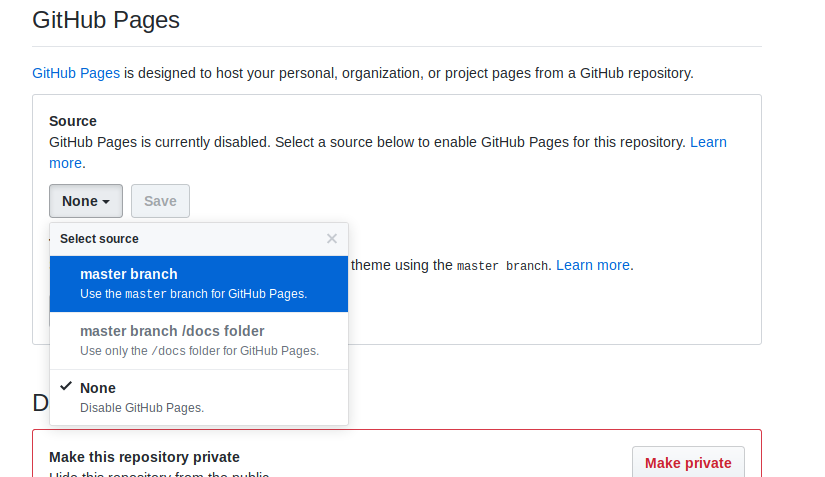 GitHub Pages
GitHub Pages is designed to host your personal, organization, or project pages from a GitHub repository.
Source
GitHub Pages is currently disabled. Select a source below to enable GitHub Pages for this repository. Learn
more.
None
Save
Select source
theme using the master branch. Learn more.
master branch
Use the master branch for GitHub Pages.
master branch /docs folder
Use only the /docs folder for GitHub Pages.
None
Disable GitHub Pages.
D
Make this repository private
Hide this repository from the public.
Make private